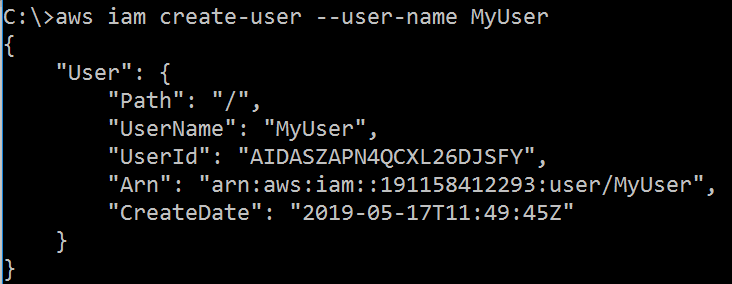 C:\>aws iam create-user --user-name MyUser
{
    "User": {
        "Path": "/",
        "UserName": "MyUser",
        "UserId": "AIDASZAPN4QCXL26DJSFY",
        "Arn": "arn:aws:iam::191158412293:user/MyUser",
        "CreateDate": "2019-05-17T11:49:45Z"
    }
}